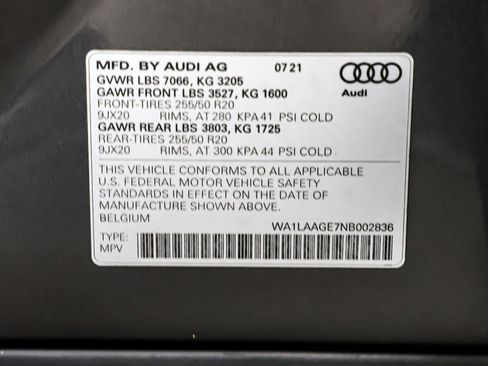 MFD. BY AUDI AG 07 21
GVWR LBS 7066, KG 3205
GAWR FRONT LBS 3527, KG 1600
FRONT-TIRES 255/50 R20
9JX20 RIMS, AT 280 KPA 41 PSI COLD
GAWR REAR LBS 3803, KG 1725
REAR-TIRES 255/50 R20
9JX20 RIMS, AT 300 KPA 44 PSI COLD
Audi
THIS VEHICLE CONFORMS TO ALL APPLICABLE
U.S. FEDERAL MOTOR VEHICLE SAFETY
STANDARDS IN EFFECT ON THE DATE OF
MANUFACTURE SHOWN ABOVE.
BELGIUM
WA1LAAGE7NB002836
TYPE:
MPV